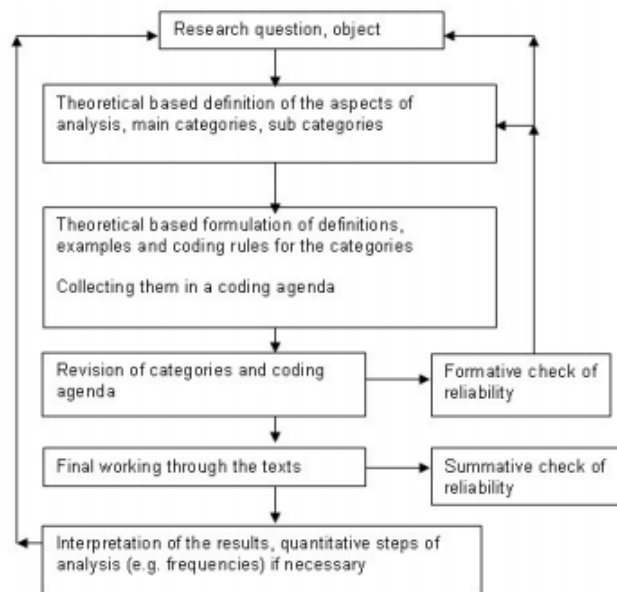 Research question, object
Theoretical based definition of the aspects of
analysis, main categories, sub categories
Theoretical based formulation of definitions,
examples and coding rules for the categories
Collecting them in a coding agenda
Revision of categories and coding
agenda
Formative check of
reliability
Final working through the texts
Summative check of
reliability
Interpretation of the results, quantitative steps of
analysis (e.g. frequencies) if necessary